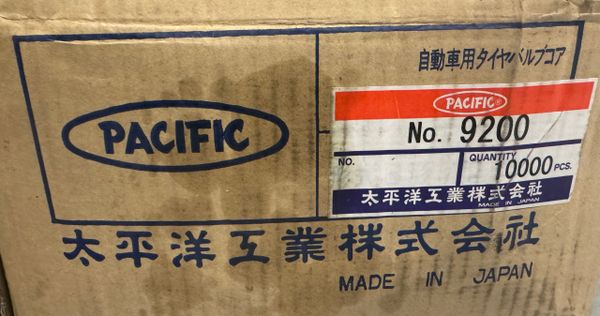 自動車用タイヤバルブコア
PACIFIC
PACIFIC®
No. 9200
NO.
QUANTITY
10000 PCS.
太平洋工業株式会社
MADE IN JAPAN
太平洋工業株式会社
MADE IN JAPAN